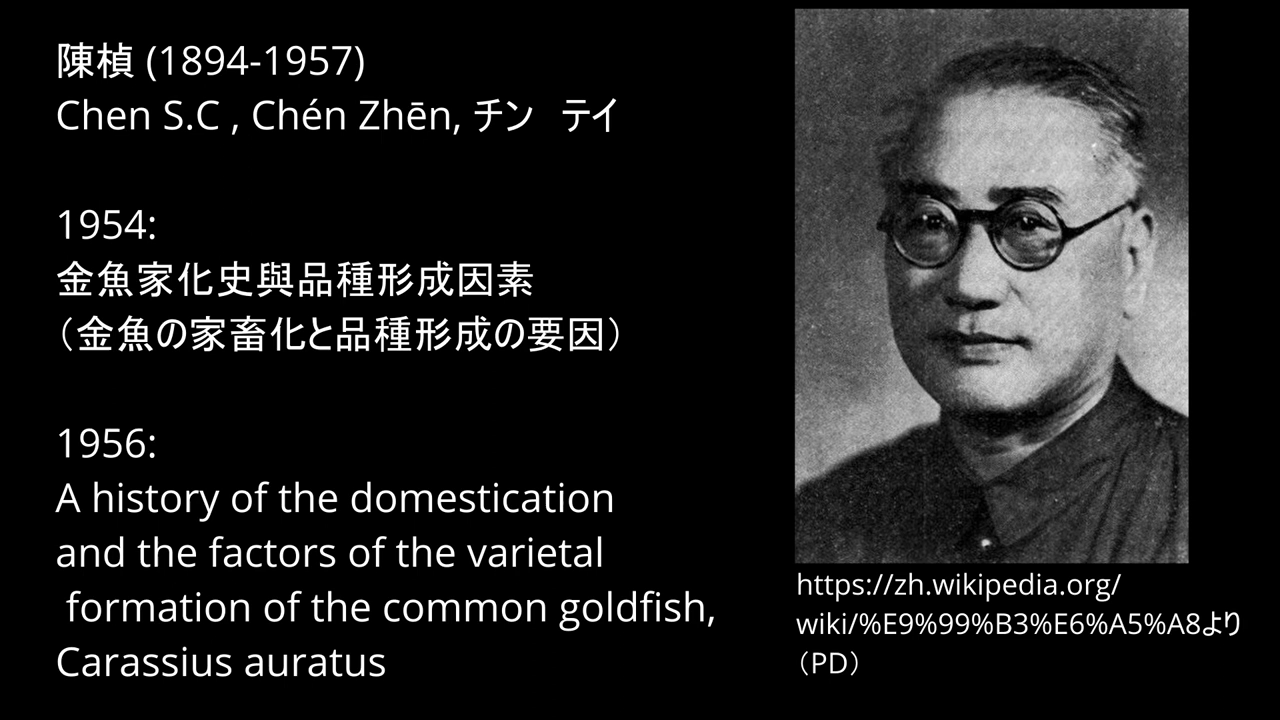 陳楨 (1894-1957)
Chen S.C , Chén Zhēn, チン　テイ
1954:
金魚家化史與品種形成因素
（金魚の家畜化と品種形成の要因）
1956:
A history of the domestication
and the factors of the varietal
formation of the common goldfish,
Carassius auratus
https://zh.wikipedia.org/
wiki/%E9%99%B3%E6%A5%A8より
（PD）